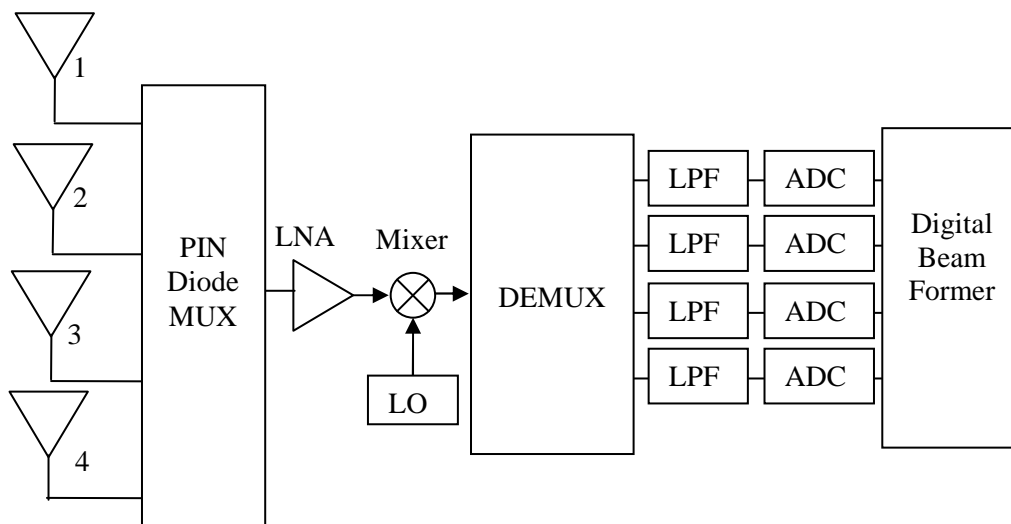 1
2
3
4
PIN
Diode
MUX
LNA
Mixer
LO
DEMUX
LPF
ADC
LPF
ADC
LPF
ADC
LPF
ADC
Digital
Beam
Former